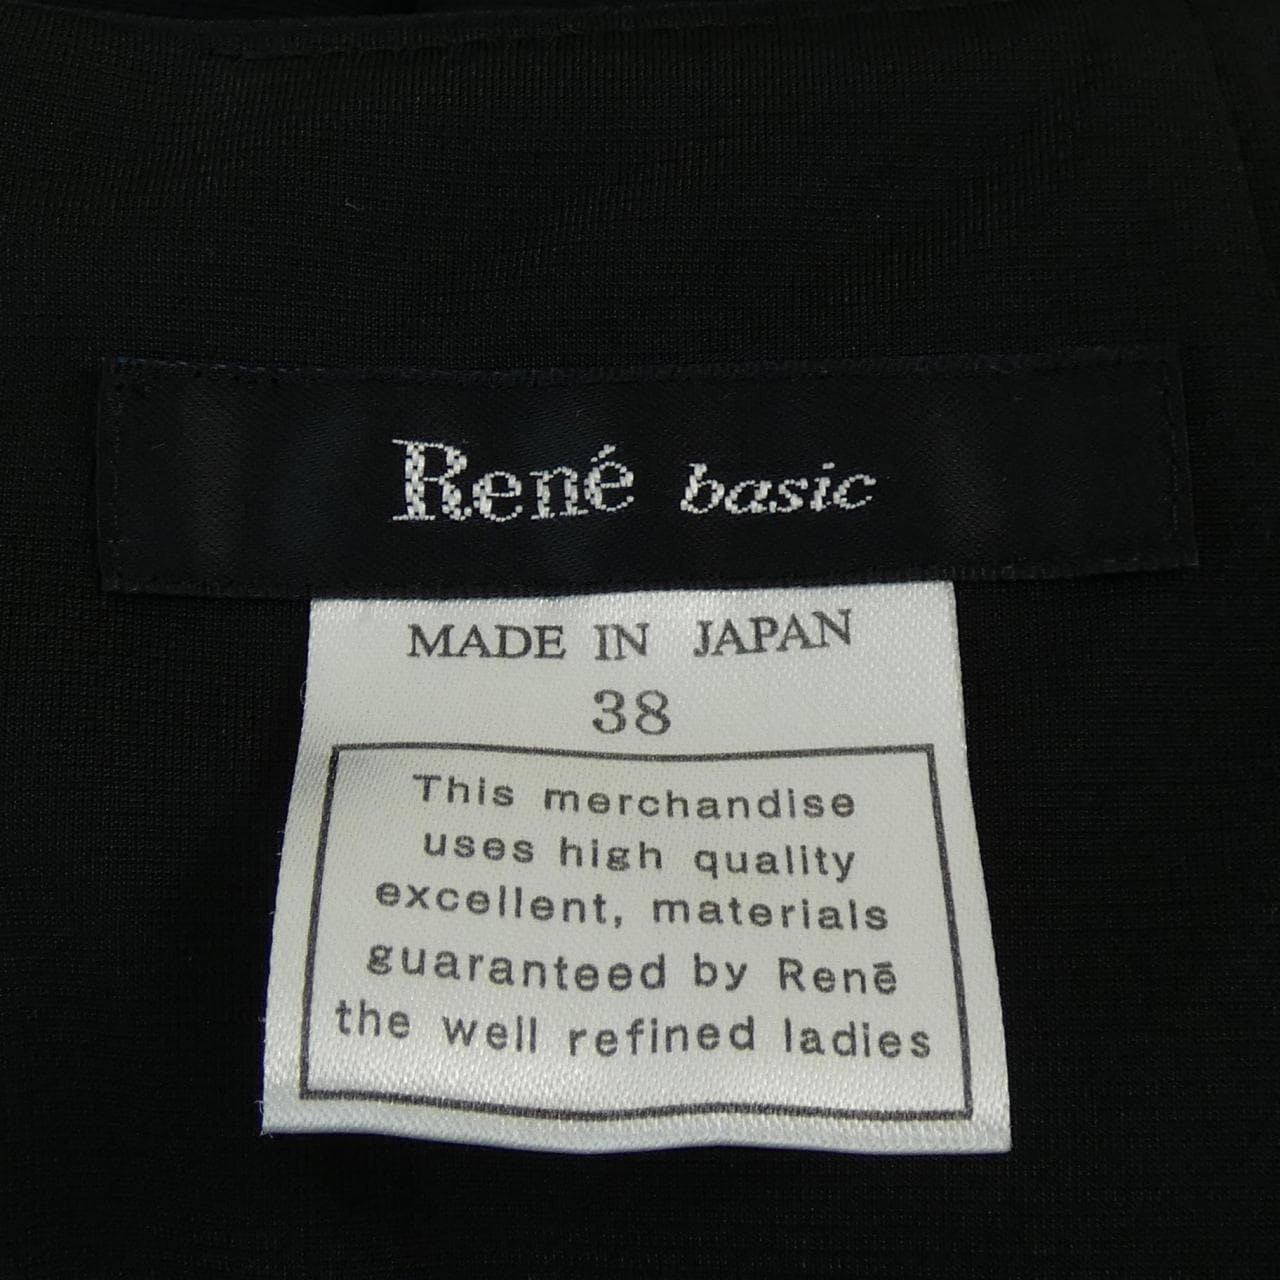 René basic
MADE IN JAPAN
38
This merchandise
uses high quality
excellent, materials
guaranteed by Renē
the well refined ladies